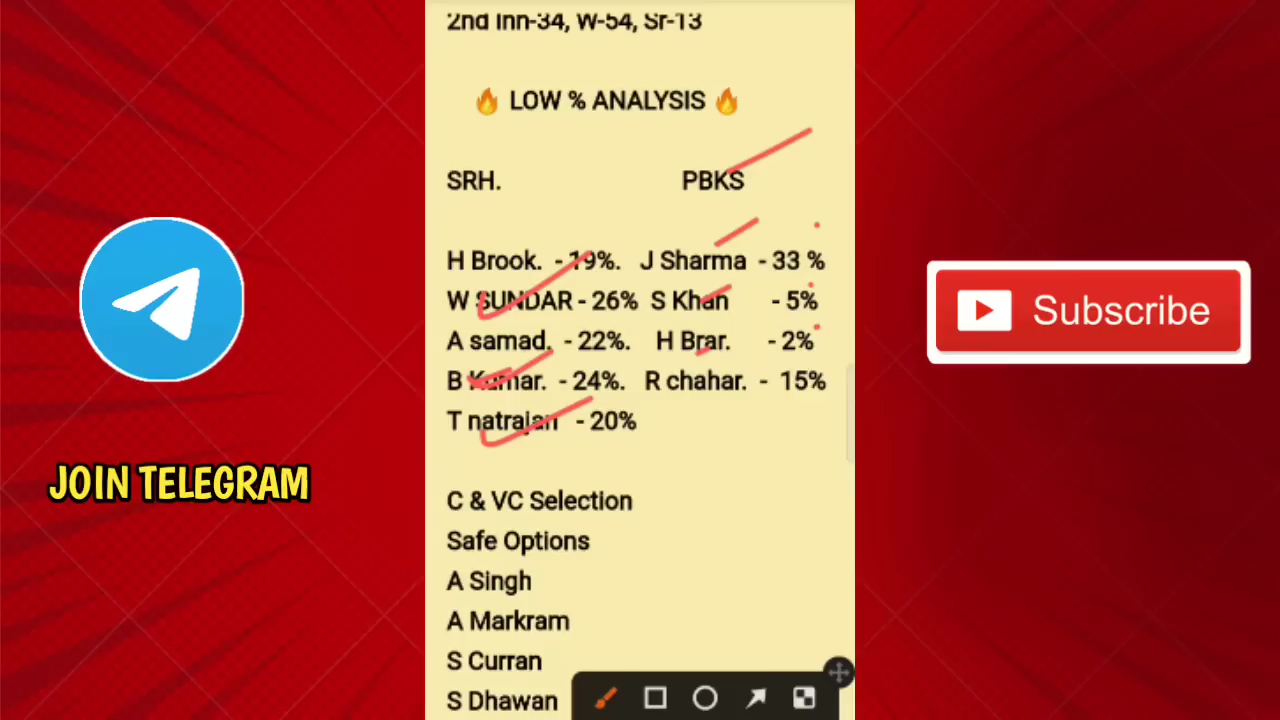 2nd Inn-34, W-54, Sr-13
🔥 LOW % ANALYSIS 🔥
SRH. PBKS
H Brook. - 19%. J Sharma - 33 %
W SUNDAR - 26% S Khan - 5%
A samad. - 22%. H Brar. - 2%
B Kumar. - 24%. R chahar. - 15%
T natrajan - 20%
C & VC Selection
Safe Options
A Singh
A Markram
S Curran
S Dhawan
JOIN TELEGRAM
Subscribe